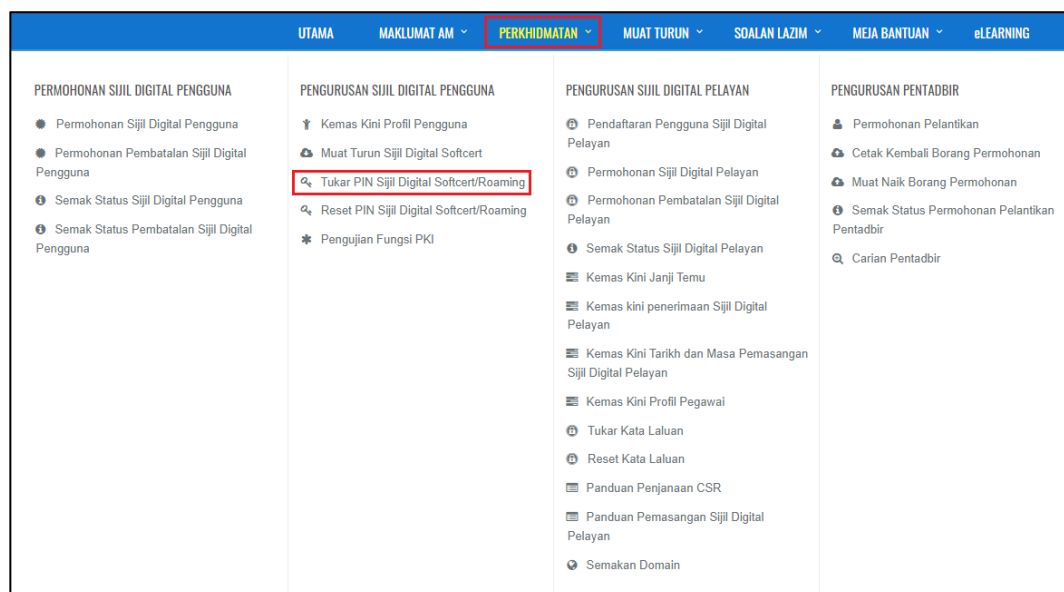 UTAMA MAKLUMAT AM PERKHIDMATAN MUAT TURUN SOALAN LAZIM MEJA BANTUAN eLEARNING
PERMOHONAN SIJIL DIGITAL PENGGUNA
Permohonan Sijil Digital Pengguna
Permohonan Pembatalan Sijil Digital
Pengguna
Semak Status Sijil Digital Pengguna
Semak Status Pembatalan Sijil Digital
Pengguna
PENGURUSAN SIJIL DIGITAL PENGGUNA
Kemas Kini Profil Pengguna
Muat Turun Sijil Digital Softcert
Tukar PIN Sijil Digital Softcert/Roaming
Reset PIN Sijil Digital Softcert/Roaming
Pengujian Fungsi PKI
PENGURUSAN SIJIL DIGITAL PELAYAN
Pendaftaran Pengguna Sijil Digital
Pelayan
Permohonan Sijil Digital Pelayan
Permohonan Pembatalan Sijil Digital
Pelayan
Semak Status Sijil Digital Pelayan
Kemas Kini Janji Temu
Kemas kini penerimaan Sijil Digital
Pelayan
Kemas Kini Tarikh dan Masa Pemasangan
Sijil Digital Pelayan
Kemas Kini Profil Pegawai
Tukar Kata Laluan
Reset Kata Laluan
Panduan Penjanaan CSR
Panduan Pemasangan Sijil Digital
Pelayan
Semakan Domain
PENGURUSAN PENTADBIR
Permohonan Pelantikan
Cetak Kembali Borang Permohonan
Muat Naik Borang Permohonan
Semak Status Permohonan Pelantikan
Pentadbir
Carian Pentadbir